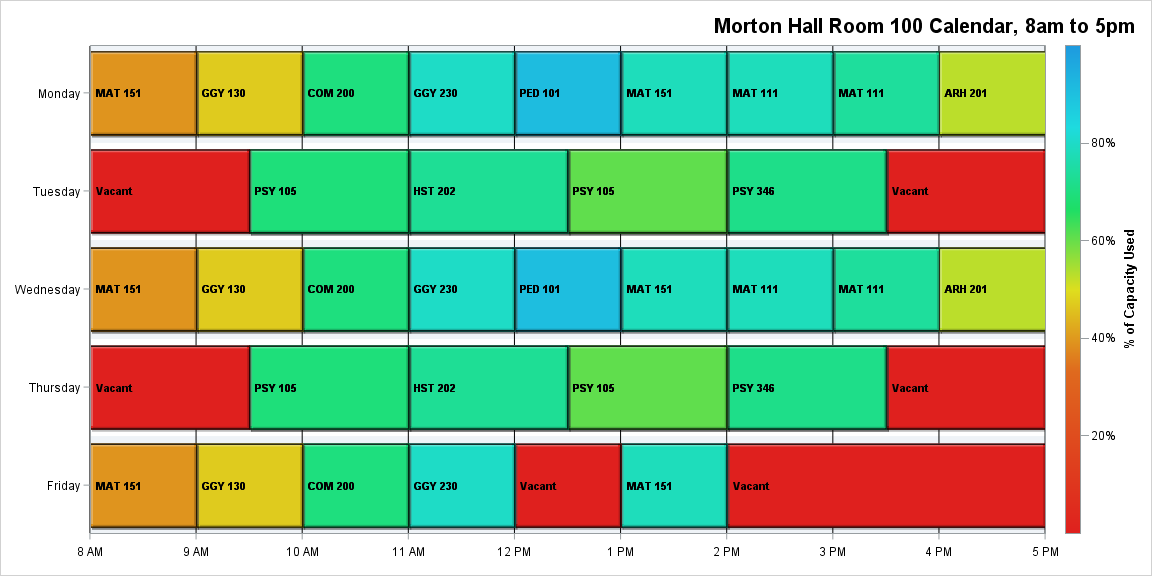 Morton Hall Room 100 Calendar, 8am to 5pm
Monday
MAT 151
GGY 130
COM 200
GGY 230
PED 101
MAT 151
MAT 111
MAT 111
ARH 201
Tuesday
Vacant
PSY 105
HST 202
PSY 105
PSY 346
Vacant
Wednesday
MAT 151
GGY 130
COM 200
GGY 230
PED 101
MAT 151
MAT 111
MAT 111
ARH 201
Thursday
Vacant
PSY 105
HST 202
PSY 105
PSY 346
Vacant
Friday
MAT 151
GGY 130
COM 200
GGY 230
Vacant
MAT 151
Vacant
8 AM
9 AM
10 AM
11 AM
12 PM
1 PM
2 PM
3 PM
4 PM
5 PM
80%
60%
40%
20%
% of Capacity Used